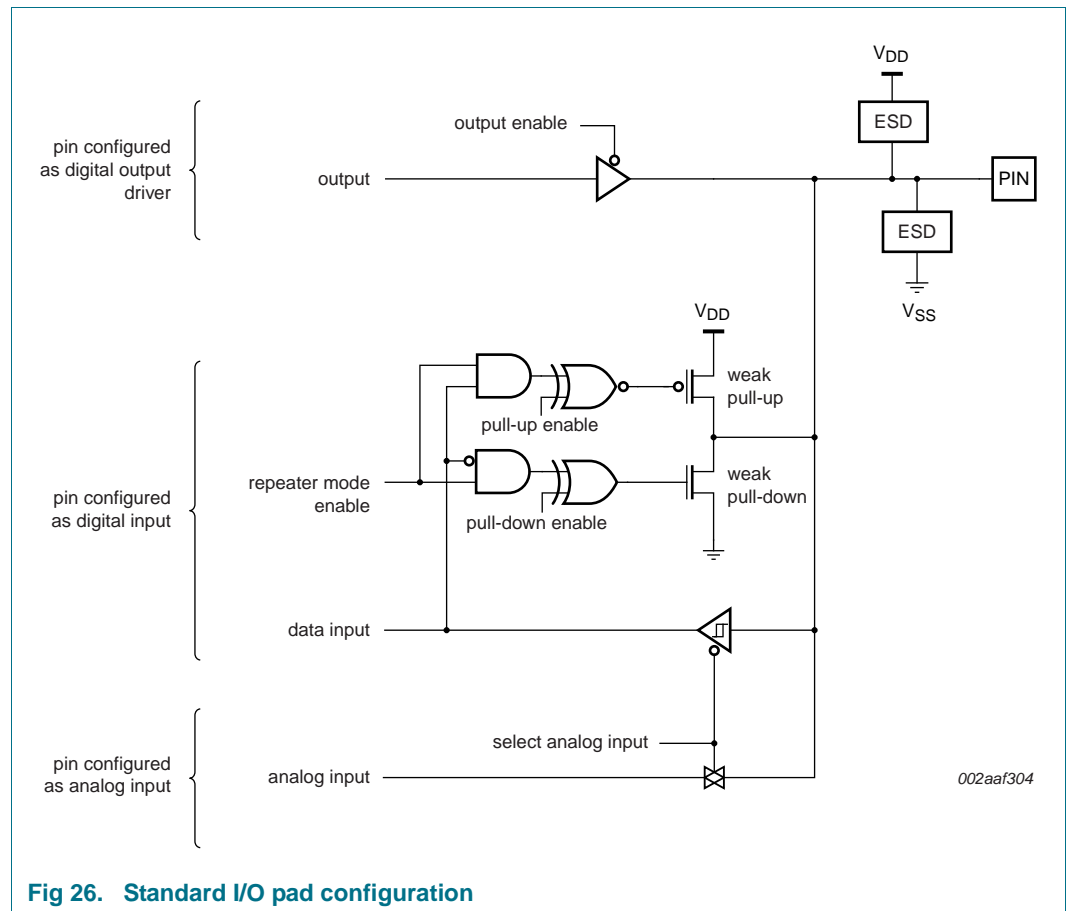 VDD
ESD
output enable
pin configured
as digital output
driver
output
PIN
ESD
VSS
VDD
weak
pull-up
pull-up enable
pin configured
as digital input
repeater mode
enable
weak
pull-down
pull-down enable
data input
select analog input
pin configured
as analog input
analog input
002aaf304
Fig 26. Standard I/O pad configuration